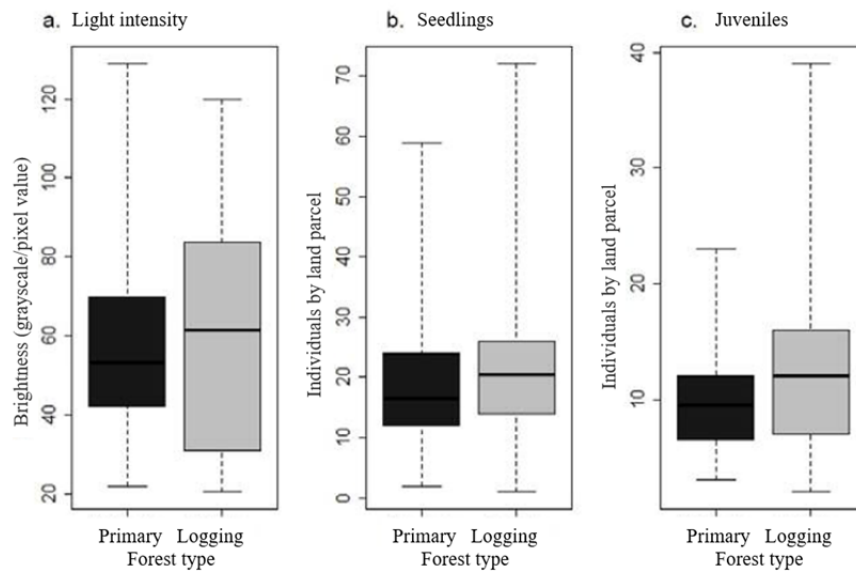 a. Light intensity
Brightness (grayscale/pixel value)
120
100
80
60
40
20
Primary Logging
Forest type
b. Seedlings
Individuals by land parcel
70
60
50
40
30
20
10
0
Primary Logging
Forest type
c. Juveniles
Individuals by land parcel
40
30
20
10
Primary Logging
Forest type